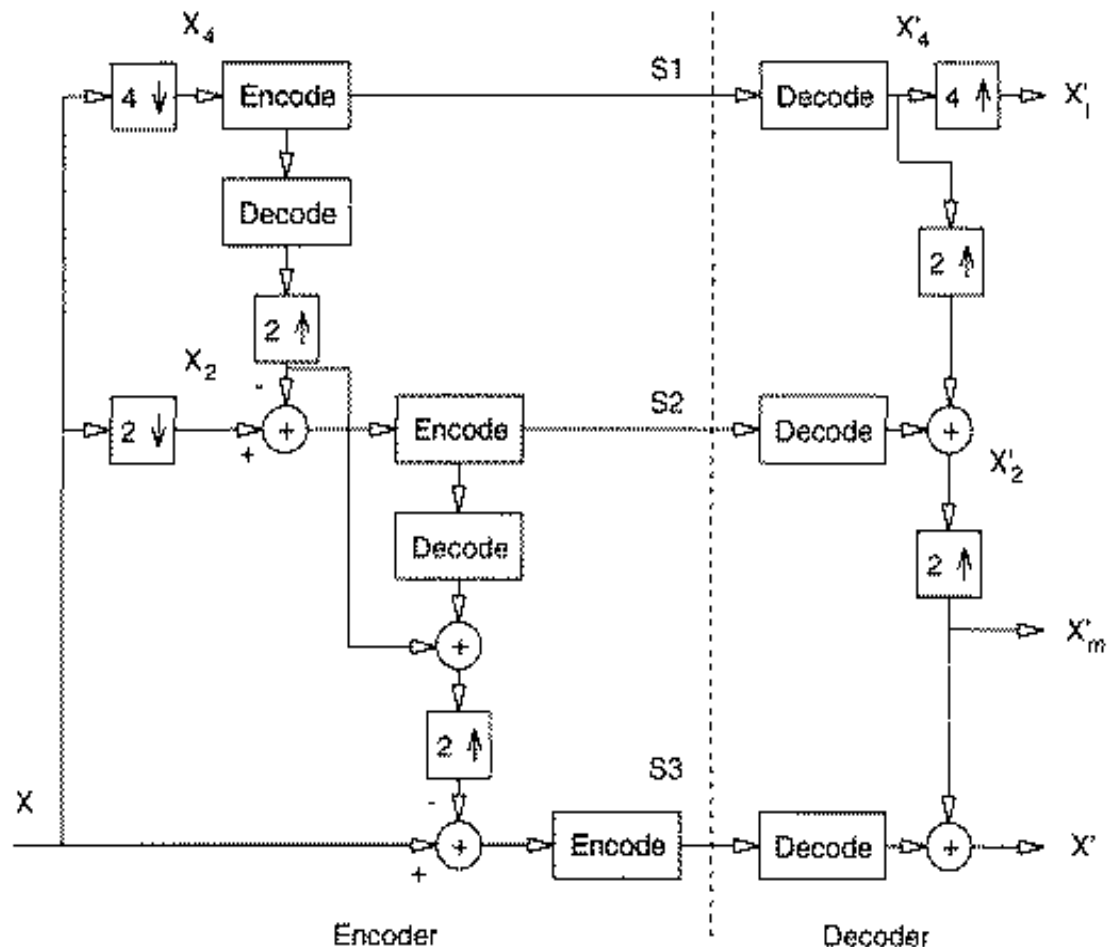 X₄
X'₄
4 ↓
Encode
S1
Decode
4 ↑
X'ₗ
Decode
2 ↑
2 ↑
X₂
-
2 ↓
+
+
Encode
S2
Decode
+
X'₂
Decode
2 ↑
+
X'ₘ
2 ↑
S3
X
-
+
+
Encode
Decode
+
X'
Encoder
Decoder